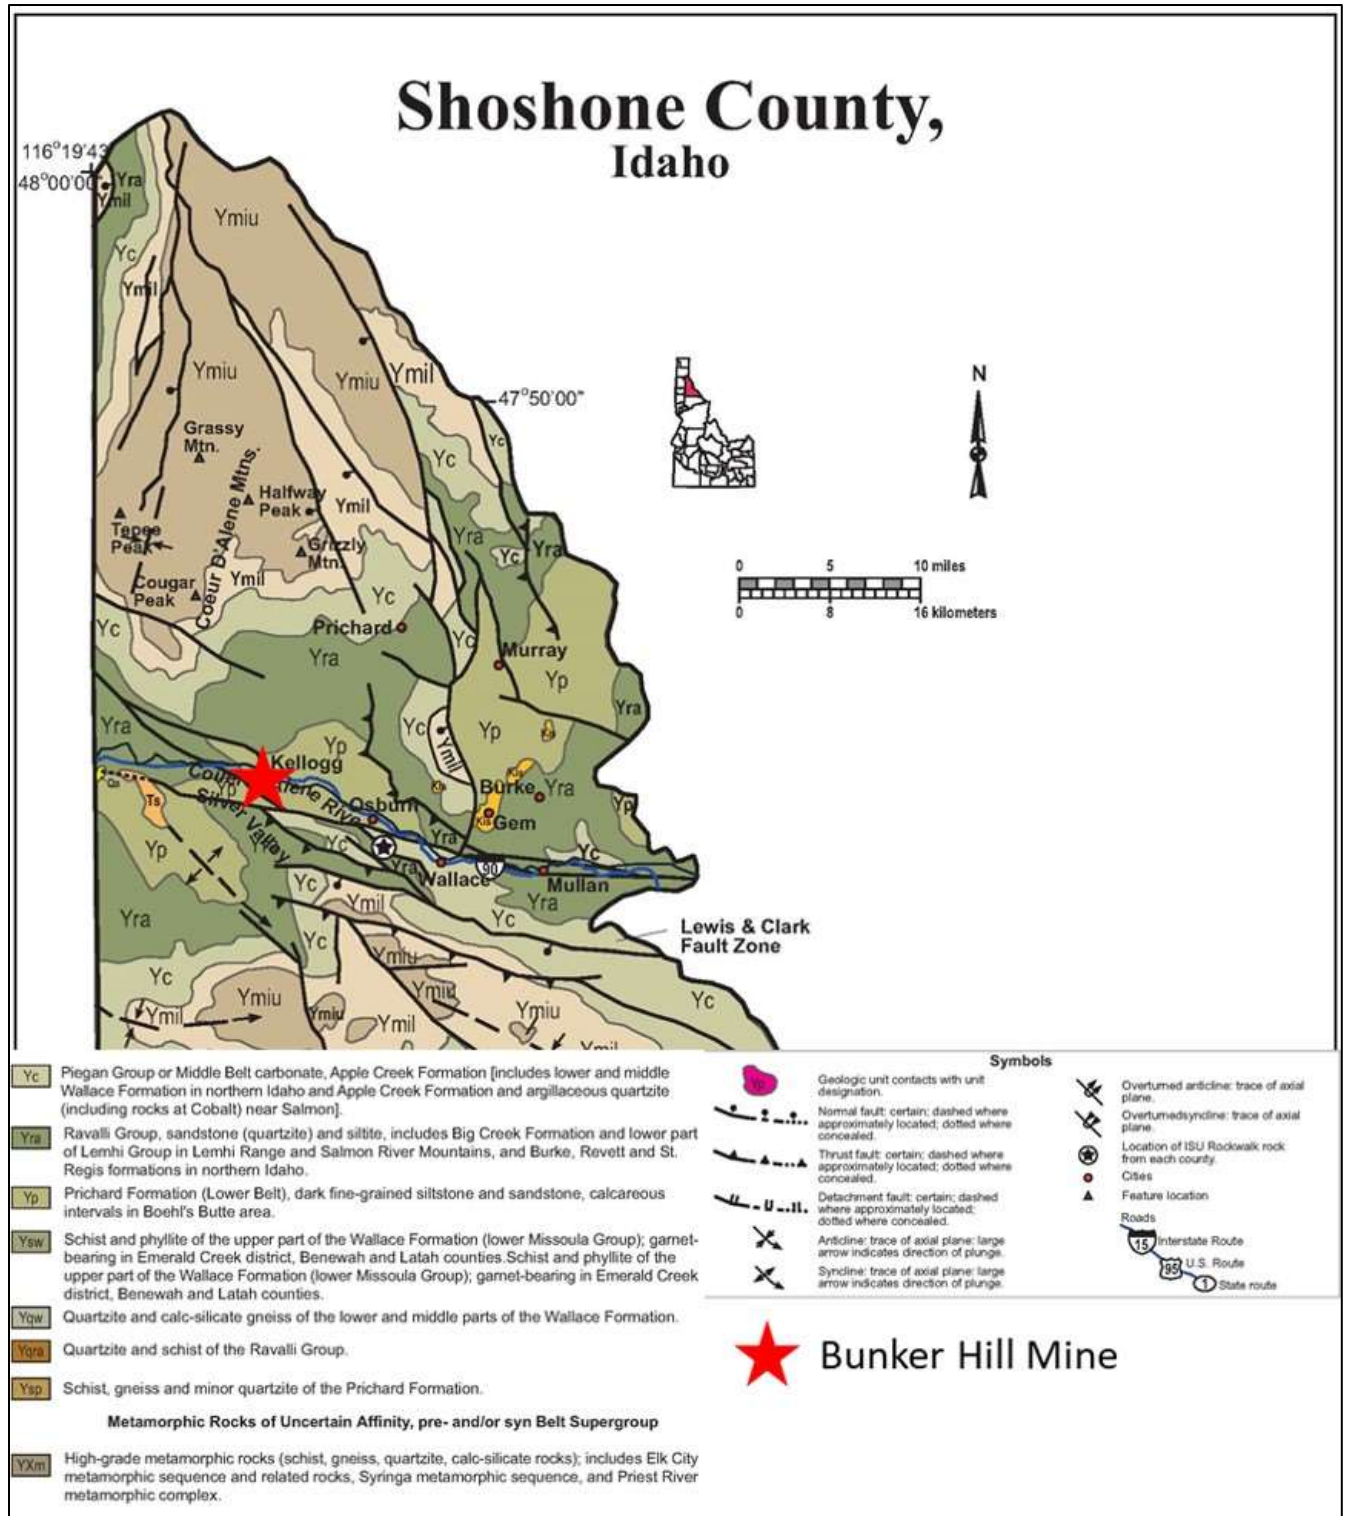 Shoshone County,
Idaho
116°19'43
48°00'00"
Yra
Ymil
Ymiu
Yc
Ymil
Ymiu
Ymiu
Ymil
47°50'00"
Grassy
Mtn.
Yc
Yc
Coeur D'Alene Mtns.
Halfway
Peak
Ymil
Tepee
Peak
Grizzly
Mtn.
Yra
Yc
Yra
Cougar
Peak
Ymil
Yc
Yc
Prichard
Yra
Yc
Murray
Yp
Yra
N
0 5 10 miles
0 8 16 kilometers
Yra
Yp
Yc
Ymil
Yp
Kis
Kellogg
Kis
Yp
Ts
Silver Valley
Osburn
Kis
Burke
Yra
Yp
Kis
Gem
Yp
Yc
Yra
Yra
Wallace
90
Yc
Mullan
Yra
Yc
Ymil
Yc
Yra
Lewis & Clark
Fault Zone
Yc
Ymiu
Yc
Ymil
Ymiu
Ymiu
Ymil
Ymiu
Ymiu
Yc
Ymil
Yc Piegan Group or Middle Belt carbonate, Apple Creek Formation [includes lower and middle
Wallace Formation in northern Idaho and Apple Creek Formation and argillaceous quartzite
(including rocks at Cobalt) near Salmon].
Yra Ravalli Group, sandstone (quartzite) and siltite, includes Big Creek Formation and lower part
of Lemhi Group in Lemhi Range and Salmon River Mountains, and Burke, Revett and St.
Regis formations in northern Idaho.
Yp Prichard Formation (Lower Belt), dark fine-grained siltstone and sandstone, calcareous
intervals in Boehl's Butte area.
Ysw Schist and phyllite of the upper part of the Wallace Formation (lower Missoula Group); garnet-
bearing in Emerald Creek district, Benewah and Latah counties.Schist and phyllite of the
upper part of the Wallace Formation (lower Missoula Group); garnet-bearing in Emerald Creek
district, Benewah and Latah counties.
Yqw Quartzite and calc-silicate gneiss of the lower and middle parts of the Wallace Formation.
Yqra Quartzite and schist of the Ravalli Group.
Ysp Schist, gneiss and minor quartzite of the Prichard Formation.
Metamorphic Rocks of Uncertain Affinity, pre- and/or syn Belt Supergroup
YXm High-grade metamorphic rocks (schist, gneiss, quartzite, calc-silicate rocks); includes Elk City
metamorphic sequence and related rocks, Syringa metamorphic sequence, and Priest River
metamorphic complex.
Symbols
Yp Geologic unit contacts with unit
designation.
Normal fault: certain; dashed where
approximately located; dotted where
concealed.
Thrust fault: certain; dashed where
approximately located; dotted where
concealed.
Detachment fault: certain; dashed
where approximately located;
dotted where concealed.
Anticline: trace of axial plane: large
arrow indicates direction of plunge.
Syncline: trace of axial plane: large
arrow indicates direction of plunge.
Overturned anticline: trace of axial
plane.
Overturnedsyncline: trace of axial
plane.
Location of ISU Rockwalk rock
from each county.
Cities
Feature location
Roads
15 Interstate Route
95 U.S. Route
1 State route
Bunker Hill Mine